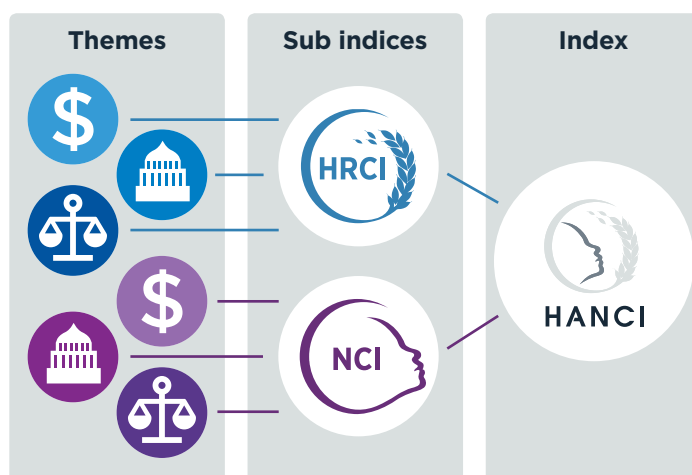 Themes
Sub indices
Index
$
HRCI
HANCI
$
NCI